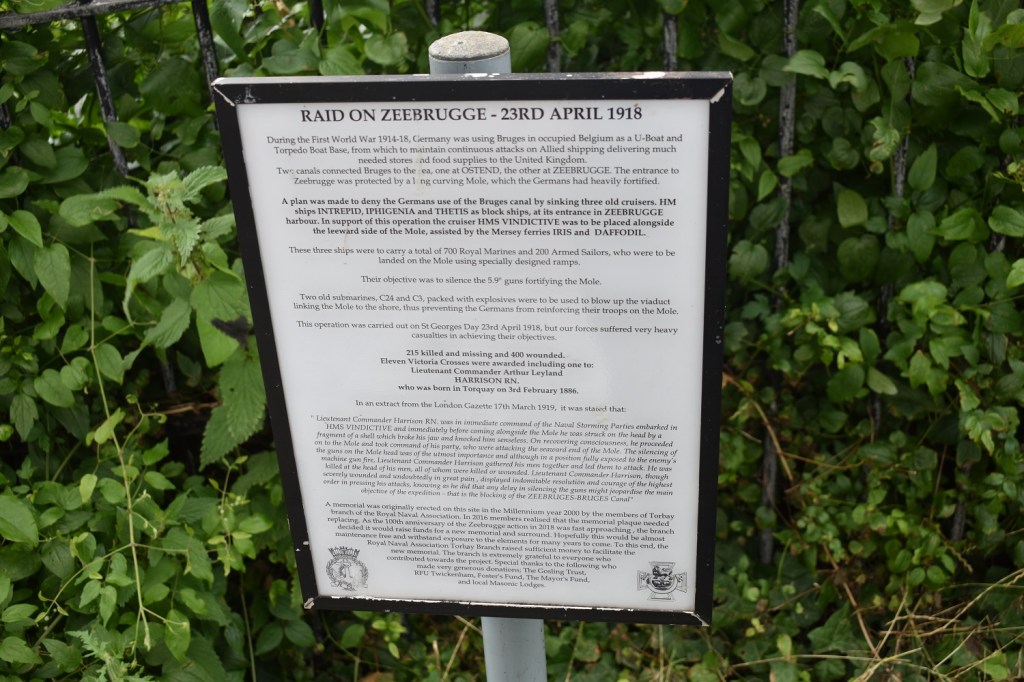 RAID ON ZEEBRUGGE - 23RD APRIL 1918
During the First World War 1914-18, Germany was using Bruges in occupied Belgium as a U-Boat and
Torpedo Boat Base, from which to maintain continuous attacks on Allied shipping delivering much
needed stores and food supplies to the United Kingdom.
Two canals connected Bruges to the sea, one at OSTEND, the other at ZEEBRUGGE. The entrance to
Zeebrugge was protected by a long curving Mole, which the Germans had heavily fortified.
A plan was made to deny the Germans use of the Bruges canal by sinking three old cruisers. HM
ships INTREPID, IPHIGENIA and THETIS as block ships, at its entrance in ZEEBRUGGE
harbour. In support of this operation the cruiser HMS VINDICTIVE was to be placed alongside
the leeward side of the Mole, assisted by the Mersey ferries IRIS and DAFFODIL.
These three ships were to carry a total of 700 Royal Marines and 200 Armed Sailors, who were to be
landed on the Mole using specially designed ramps.
Their objective was to silence the 5.9" guns fortifying the Mole.
Two old submarines, C24 and C3, packed with explosives were to be used to blow up the viaduct
linking the Mole to the shore, thus preventing the Germans from reinforcing their troops on the Mole.
This operation was carried out on St Georges Day 23rd April 1918, but our forces suffered very heavy
casualties in achieving their objectives.
215 killed and missing and 400 wounded.
Eleven Victoria Crosses were awarded including one to:
Lieutenant Commander Arthur Leyland
HARRISON RN.
who was born in Torquay on 3rd February 1886.
In an extract from the London Gazette 17th March 1919, it was stated that:
" Lieutenant Commander Harrison RN. was in immediate command of the Naval Storming Parties embarked in
HMS VINDICTIVE and immediately before coming alongside the Mole he was struck on the head by a
fragment of a shell which broke his jaw and knocked him senseless. On recovering consciousness, he proceeded
on to the Mole and took command of his party, who were attacking the seaward end of the Mole. The silencing of
the guns on the Mole head was of the utmost importance and although in a position fully exposed to the enemy's
machine gun fire, Lieutenant Commander Harrison gathered his men together and led them to attack. He was
killed at the head of his men, all of whom were killed or wounded. Lieutenant Commander Harrison, though
severely wounded and undoubtedly in great pain , displayed indomitable resolution and courage of the highest
order in pressing his attacks, knowing as he did that any delay in silencing the guns might jeopardise the main
objective of the expedition - that is the blocking of the ZEEBRUGES-BRUGES Canal"
A memorial was originally erected on this site in the Millennium year 2000 by the members of Torbay
branch of the Royal Naval Association. In 2016 members realised that the memorial plaque needed
replacing. As the 100th anniversary of the Zeebrugge action in 2018 was fast approaching , the branch
decided it would raise funds for a new memorial and surround. Hopefully this would be almost
maintenance free and withstand exposure to the elements for many years to come. To this end, the
Royal Naval Association Torbay Branch raised sufficient money to facilitate the
new memorial. The branch is extremely grateful to everyone who
contributed towards the project. Special thanks to the following who
made very generous donations; The Gosling Trust,
RFU Twickenham, Foster's Fund, The Mayor's Fund,
and local Masonic Lodges.